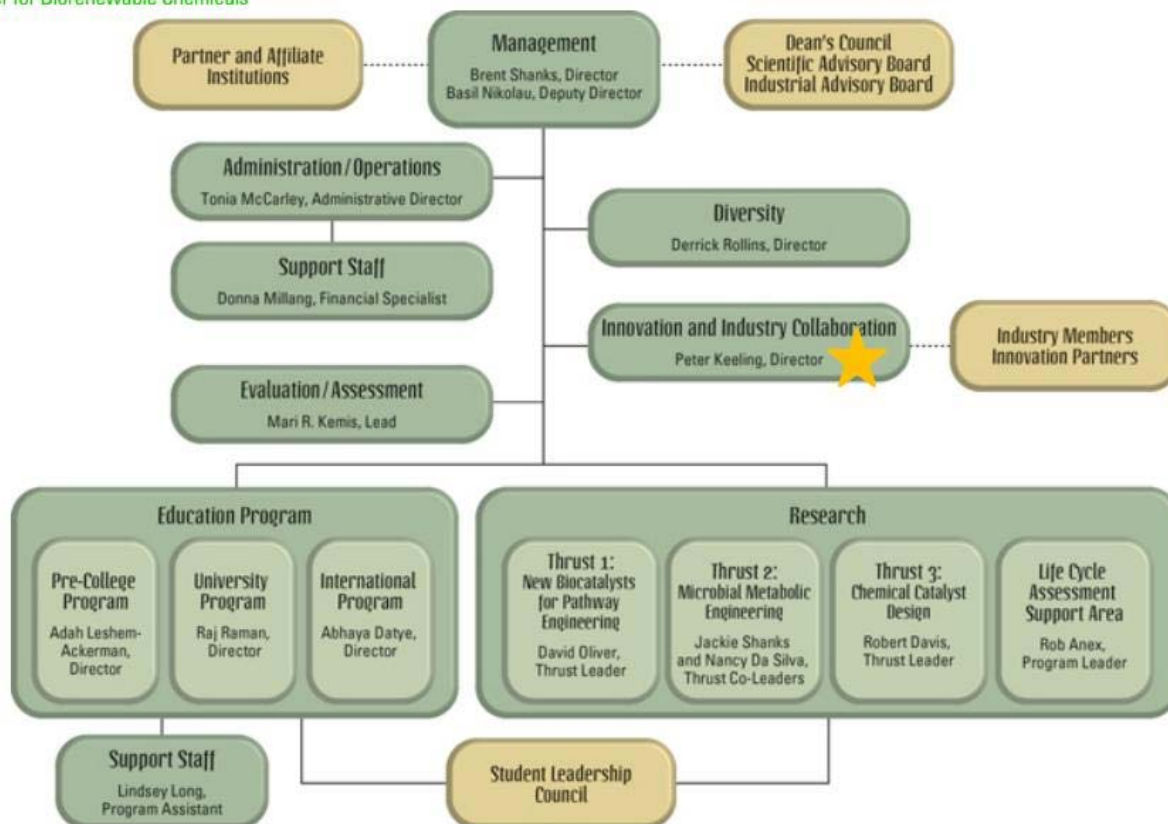 for Biorenewable Chemicals
Partner and Affiliate
Institutions
Management
Brent Shanks, Director
Basil Nikolau, Deputy Director
Dean's Council
Scientific Advisory Board
Industrial Advisory Board
Administration/Operations
Tonia McCarley, Administrative Director
Diversity
Derrick Rollins, Director
Support Staff
Donna Millang, Financial Specialist
Innovation and Industry Collaboration
Peter Keeling, Director
Industry Members
Innovation Partners
Evaluation/Assessment
Mari R. Kemis, Lead
Education Program
Pre-College
Program
Adah Leshem-
Ackerman,
Director
University
Program
Raj Raman,
Director
International
Program
Abhaya Datye,
Director
Research
Thrust 1:
New Biocatalysts
for Pathway
Engineering
David Oliver,
Thrust Leader
Thrust 2:
Microbial Metabolic
Engineering
Jackie Shanks
and Nancy Da Silva,
Thrust Co-Leaders
Thrust 3:
Chemical Catalyst
Design
Robert Davis,
Thrust Leader
Life Cycle
Assessment
Support Area
Rob Anex,
Program Leader
Support Staff
Lindsey Long,
Program Assistant
Student Leadership
Council